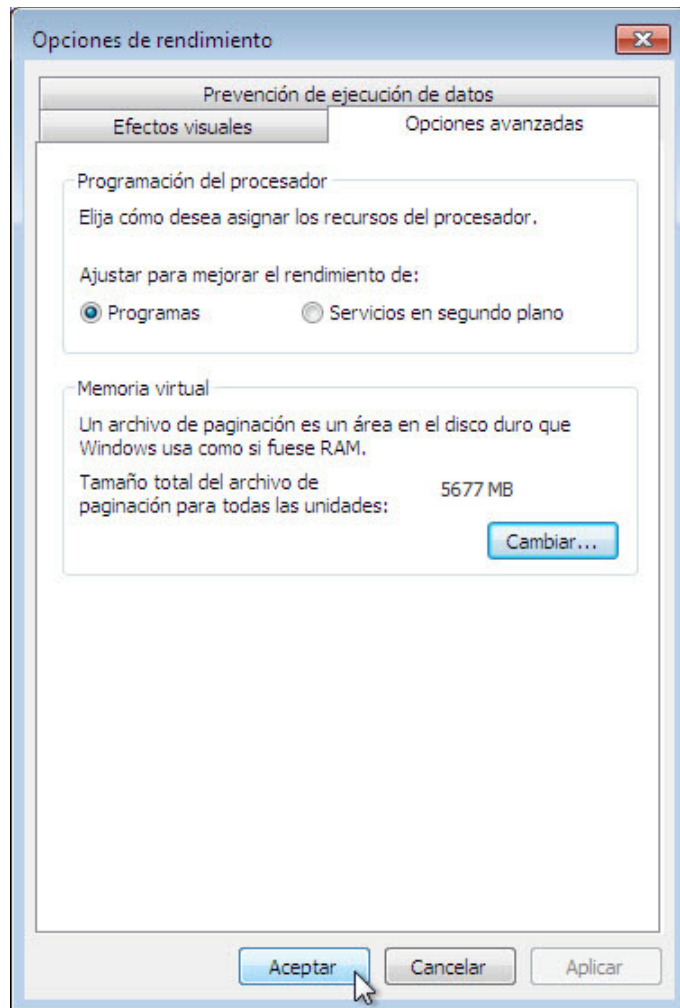 Opciones de rendimiento
Prevención de ejecución de datos
Efectos visuales
Opciones avanzadas
Programación del procesador
Elija cómo desea asignar los recursos del procesador.
Ajustar para mejorar el rendimiento de:
Programas
Servicios en segundo plano
Memoria virtual
Un archivo de paginación es un área en el disco duro que
Windows usa como si fuese RAM.
Tamaño total del archivo de
paginación para todas las unidades:
5677 MB
Cambiar...
Aceptar
Cancelar
Aplicar